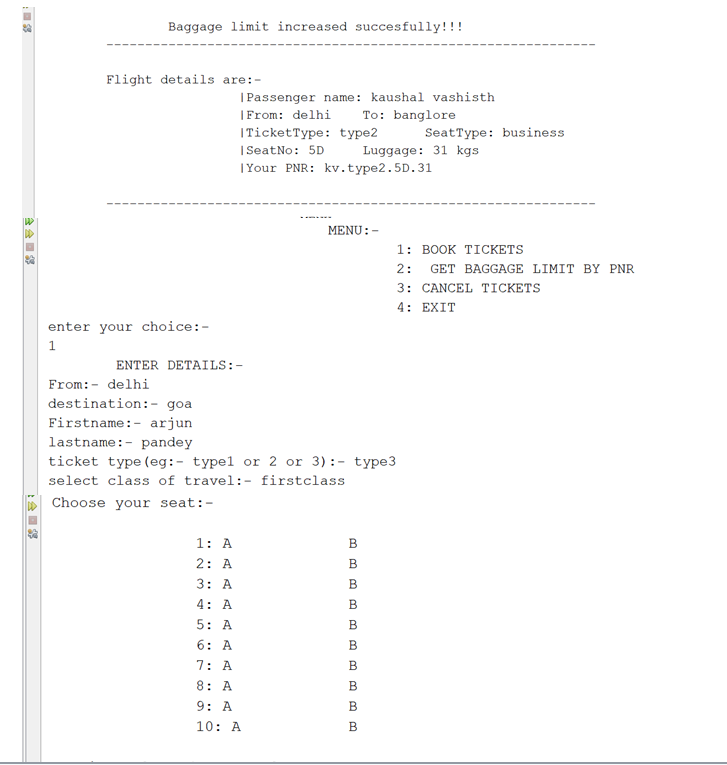 Baggage limit increased succesfully!!!
---------------------------------------------------------------
Flight details are:-
|Passenger name: kaushal vashisth
|From: delhi    To: banglore
|TicketType: type2      SeatType: business
|SeatNo: 5D     Luggage: 31 kgs
|Your PNR: kv.type2.5D.31
---------------------------------------------------------------
MENU:-
1: BOOK TICKETS
2:  GET BAGGAGE LIMIT BY PNR
3: CANCEL TICKETS
4: EXIT
enter your choice:-
1
ENTER DETAILS:-
From:- delhi
destination:- goa
Firstname:- arjun
lastname:- pandey
ticket type(eg:- type1 or 2 or 3):- type3
select class of travel:- firstclass
Choose your seat:-
1: A               B
2: A               B
3: A               B
4: A               B
5: A               B
6: A               B
7: A               B
8: A               B
9: A               B
10: A              B